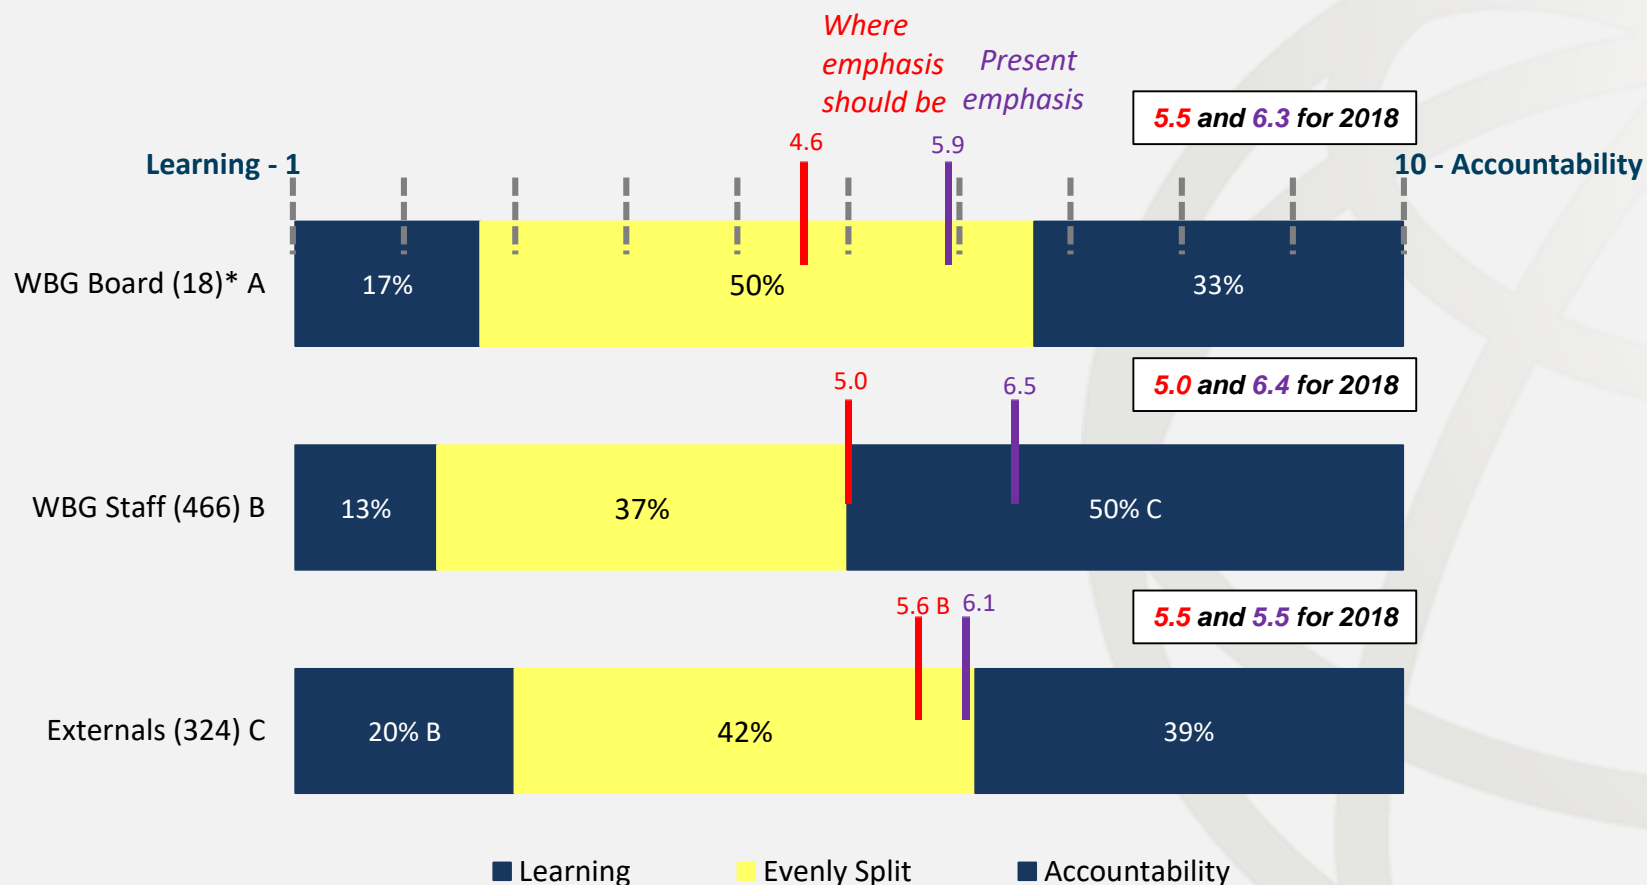 Where
emphasis
should be
Present
emphasis
5.5 and 6.3 for 2018
4.6
5.9
Learning - 1
10 - Accountability
WBG Board (18)* A
17%
50%
33%
5.0 and 6.4 for 2018
5.0
6.5
WBG Staff (466) B
13%
37%
50% C
5.5 and 5.5 for 2018
5.6 B
6.1
Externals (324) C
20% B
42%
39%
Learning
Evenly Split
Accountability